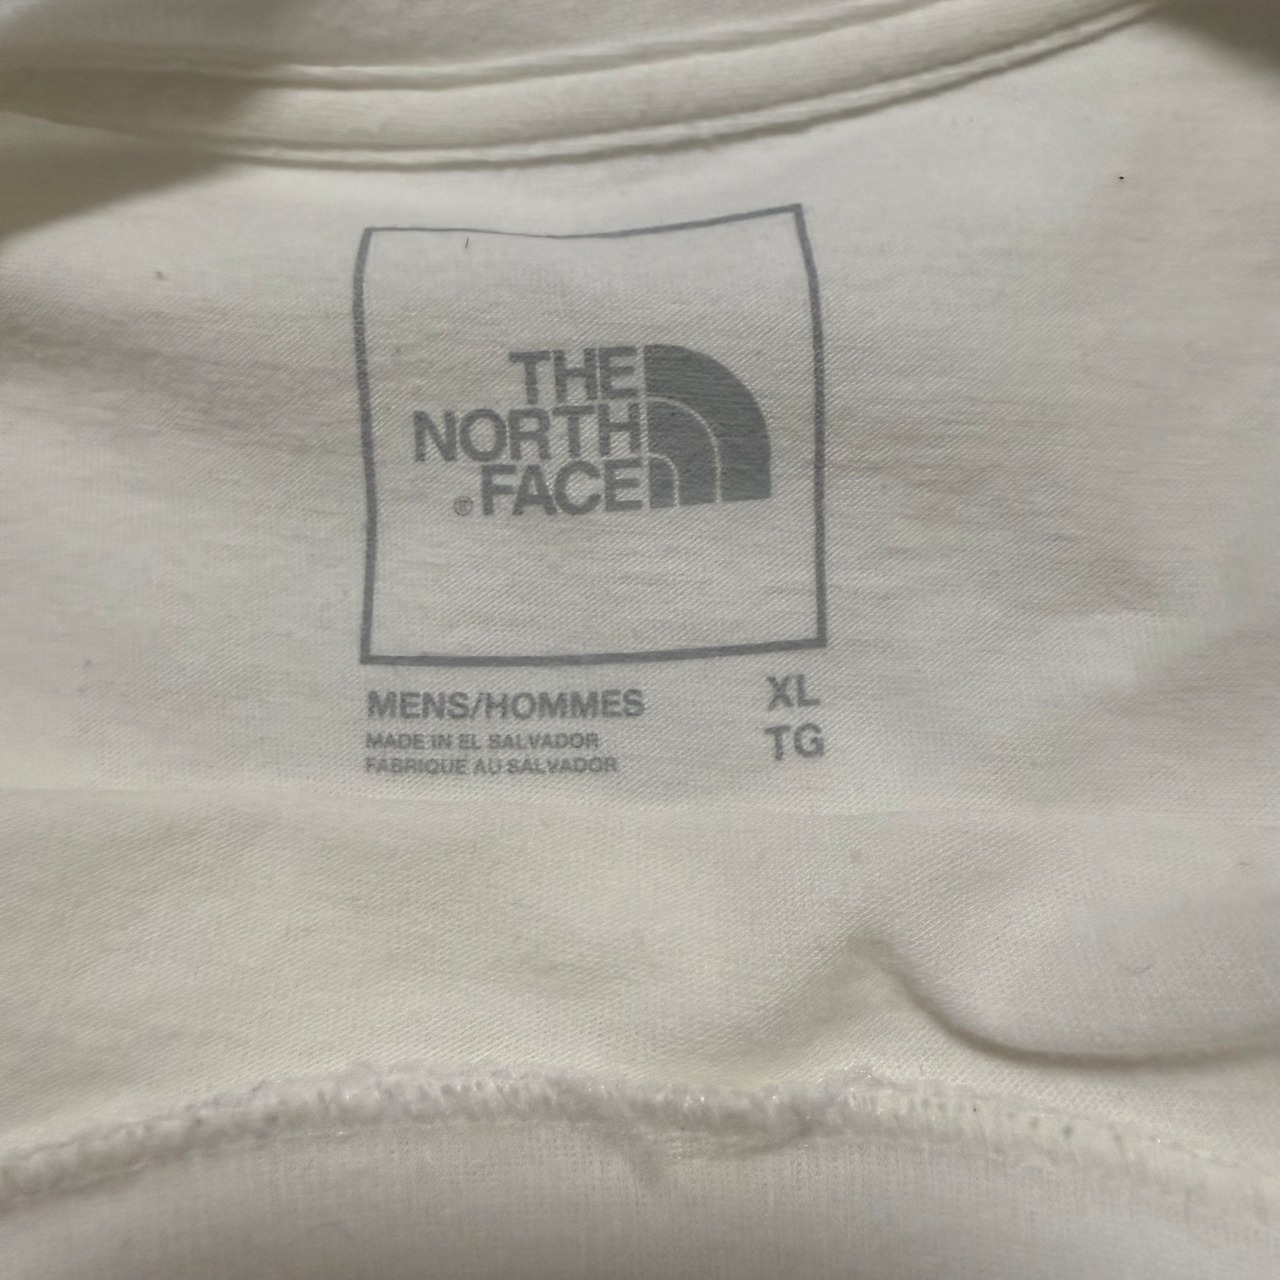 THE
NORTH
® FACE
MENS/HOMMES XL
MADE IN EL SALVADOR TG
FABRIQUE AU SALVADOR